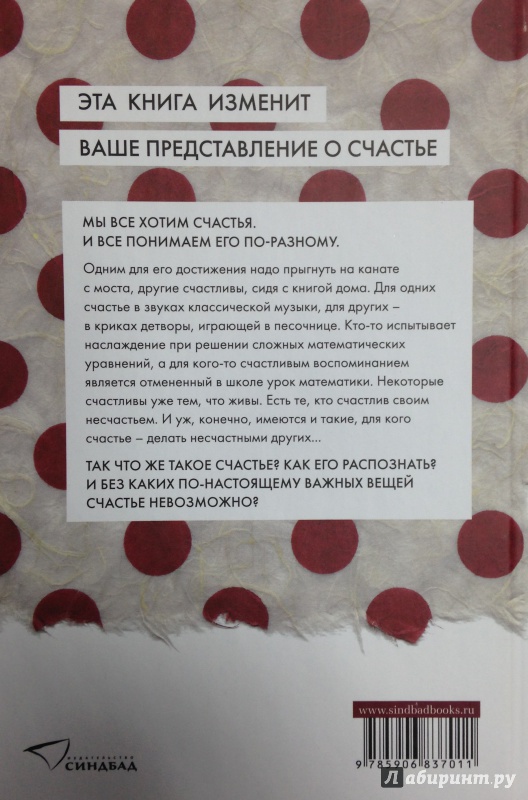 ЭТА КНИГА ИЗМЕНИТ
ВАШЕ ПРЕДСТАВЛЕНИЕ О СЧАСТЬЕ
МЫ ВСЕ ХОТИМ СЧАСТЬЯ.
И ВСЕ ПОНИМАЕМ ЕГО ПО-РАЗНОМУ.
Одним для его достижения надо прыгнуть на канате
с моста, другие счастливы, сидя с книгой дома. Для одних
счастье в звуках классической музыки, для других –
в криках детворы, играющей в песочнице. Кто-то испытывает
наслаждение при решении сложных математических
уравнений, а для кого-то счастливым воспоминанием
является отмененный в школе урок математики. Некоторые
счастливы уже тем, что живы. Есть те, кто счастлив своим
несчастьем. И уж, конечно, имеются и такие, для кого
счастье – делать несчастными других...
ТАК ЧТО ЖЕ ТАКОЕ СЧАСТЬЕ? КАК ЕГО РАСПОЗНАТЬ?
И БЕЗ КАКИХ ПО-НАСТОЯЩЕМУ ВАЖНЫХ ВЕЩЕЙ
СЧАСТЬЕ НЕВОЗМОЖНО?
www.sindbadbooks.ru
издательство
СИНДБАД
9 785906 837011
Лабиринт.ру